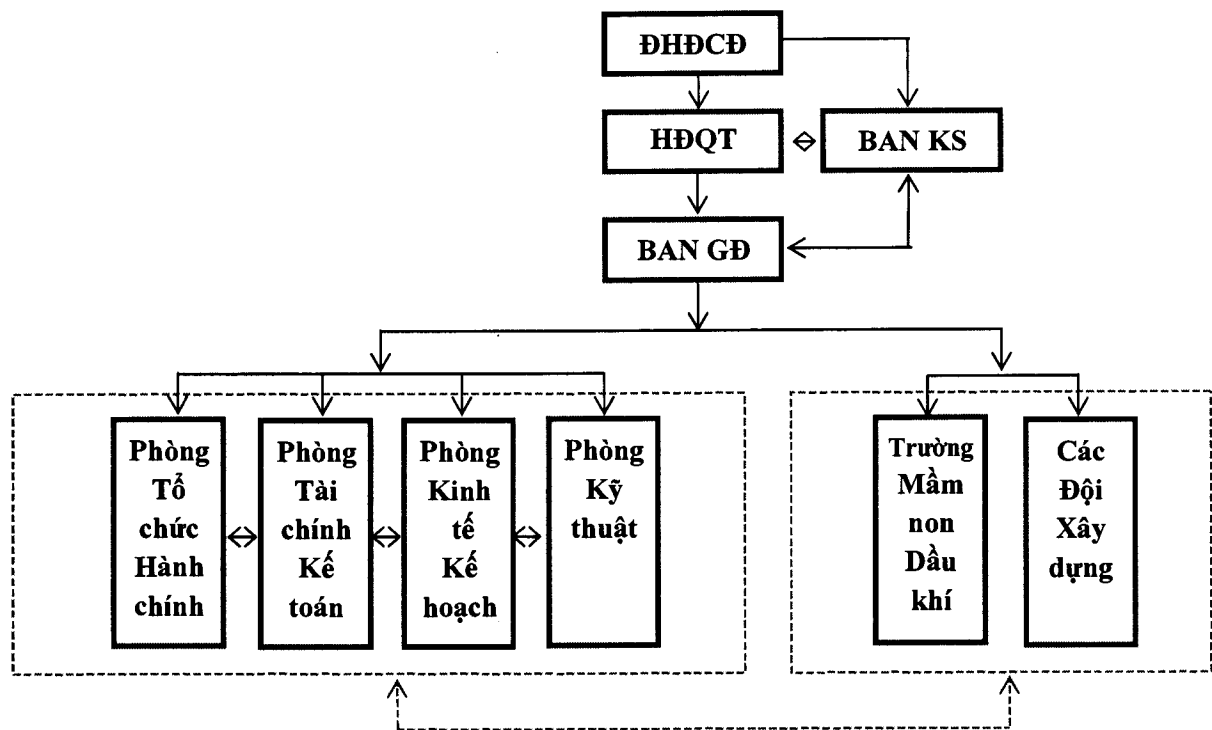 ĐHĐCĐ
HĐQT
BAN KS
BAN GĐ
Phòng
Tổ
chức
Hành
chính
Phòng
Tài
chính
Kế
toán
Phòng
Kinh
tế
Kế
hoạch
Phòng
Kỹ
thuật
Trường
Mầm
non
Dầu
khí
Các
Đội
Xây
dựng